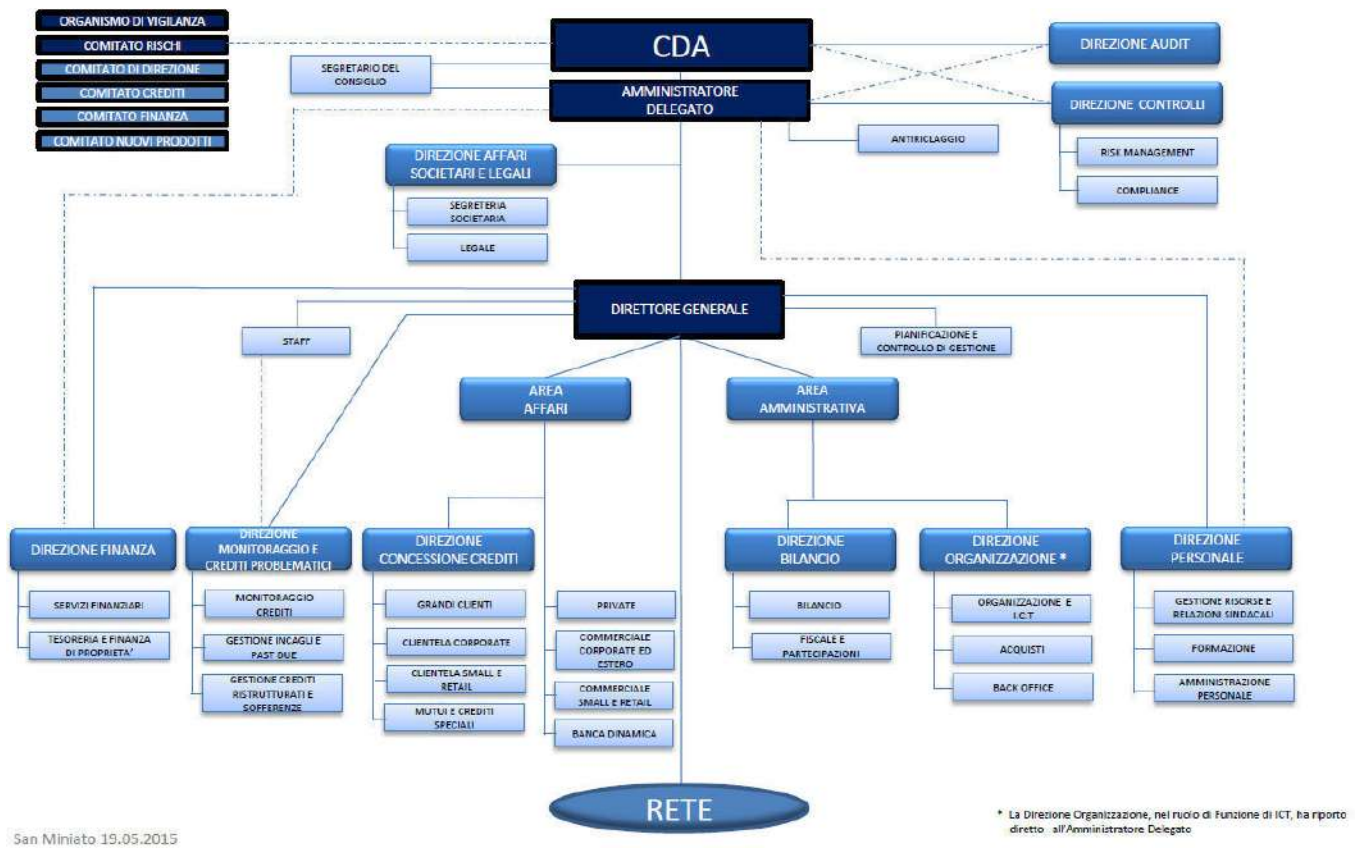 ORGANISMO DI VIGILANZA
COMITATO RISCHI
COMITATO DI DIREZIONE
COMITATO CREDITI
COMITATO FINANZA
COMITATO NUOVI PRODOTTI
SEGRETARIO DEL
CONSIGLIO
CDA
AMMINISTRATORE
DELEGATO
DIREZIONE AUDIT
DIREZIONE CONTROLLI
ANTIRICLAGGIO
RISK MANAGEMENT
COMPLIANCE
DIREZIONE AFFARI
SOCIETARI E LEGALI
SEGRETERIA
SOCIETARIA
LEGALE
DIRETTORE GENERALE
STAFF
PIANIFICAZIONE E
CONTROLLO DI GESTIONE
AREA
AFFARI
AREA
AMMINISTRATIVA
DIREZIONE FINANZA
SERVIZI FINANZIARI
TESORERIA E FINANZA
DI PROPRIETA'
DIREZIONE
MONITORAGGIO E
CREDITI PROBLEMATICI
MONITORAGGIO
CREDITI
GESTIONE INCAGLI E
PAST DUE
GESTIONE CREDITI
RISTRUTTURATI E
SOFFERENZE
DIREZIONE
CONCESSIONE CREDITI
GRANDI CLIENTI
CLIENTELA CORPORATE
CLIENTELA SMALL E
RETAIL
MUTUI E CREDITI
SPECIALI
PRIVATE
COMMERCIALE
CORPORATE ED
ESTERO
COMMERCIALE
SMALL E RETAIL
BANCA DINAMICA
DIREZIONE
BILANCIO
BILANCIO
FISCALE E
PARTECIPAZIONI
DIREZIONE
ORGANIZZAZIONE *
ORGANIZZAZIONE E
I.C.T
ACQUISTI
BACK OFFICE
DIREZIONE
PERSONALE
GESTIONE RISORSE E
RELAZIONI SINDACALI
FORMAZIONE
AMMINISTRAZIONE
PERSONALE
RETE
* La Direzione Organizzazione, nel ruolo di Funzione di ICT, ha riporto
diretto all'Amministratore Delegato
San Miniato 19.05.2015